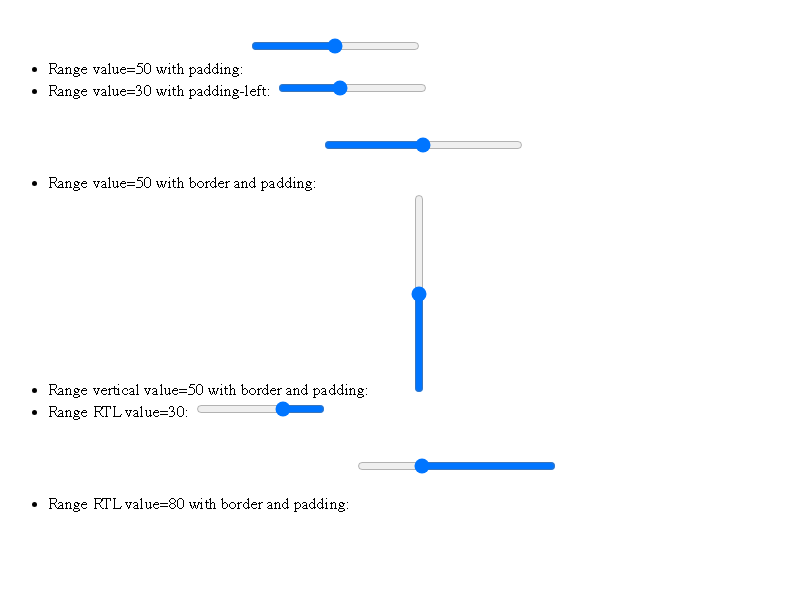 Range value=50 with padding:
Range value=30 with padding-left:
Range value=50 with border and padding:
Range vertical value=50 with border and padding:
Range RTL value=30:
Range RTL value=80 with border and padding: